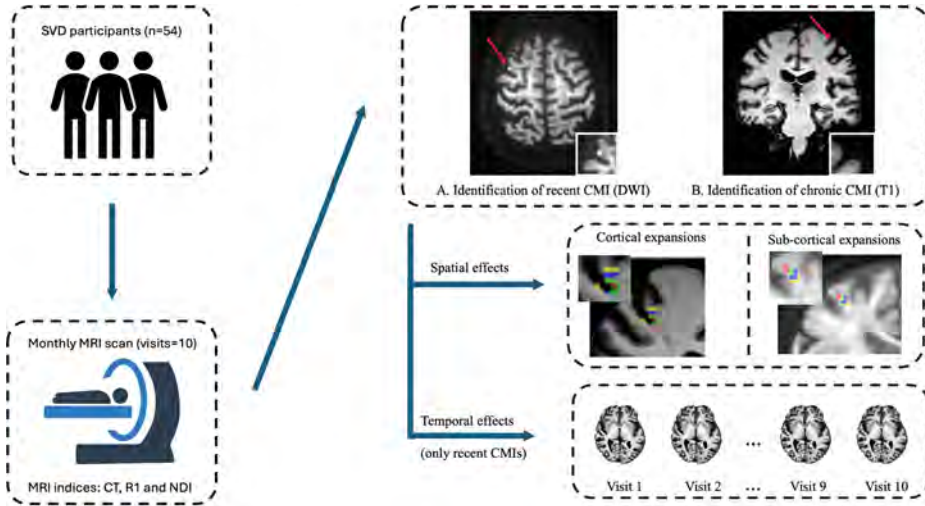 SVD participants (n=54)
Monthly MRI scan (visits=10)
MRI indices: CT, R1 and NDI
A. Identification of recent CMI (DWI)
B. Identification of chronic CMI (T1)
Spatial effects
Cortical expansions
Sub-cortical expansions
Temporal effects
(only recent CMIs)
...
Visit 1
Visit 2
...
Visit 9
Visit 10